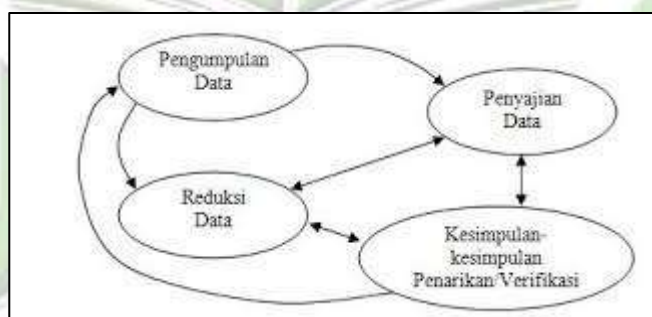 Pengumpulan
Data
Penyajian
Data
Reduksi
Data
Kesimpulan-
kesimpulan
Penarikan/Verifikasi